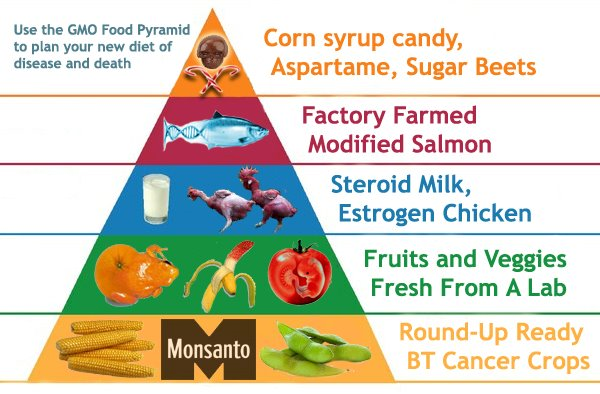 Use the GMO Food Pyramid
to plan your new diet of
disease and death
Corn syrup candy,
Aspartame, Sugar Beets
Factory Farmed
Modified Salmon
Steroid Milk,
Estrogen Chicken
Fruits and Veggies
Fresh From A Lab
Round-Up Ready
BT Cancer Crops
Monsanto
M